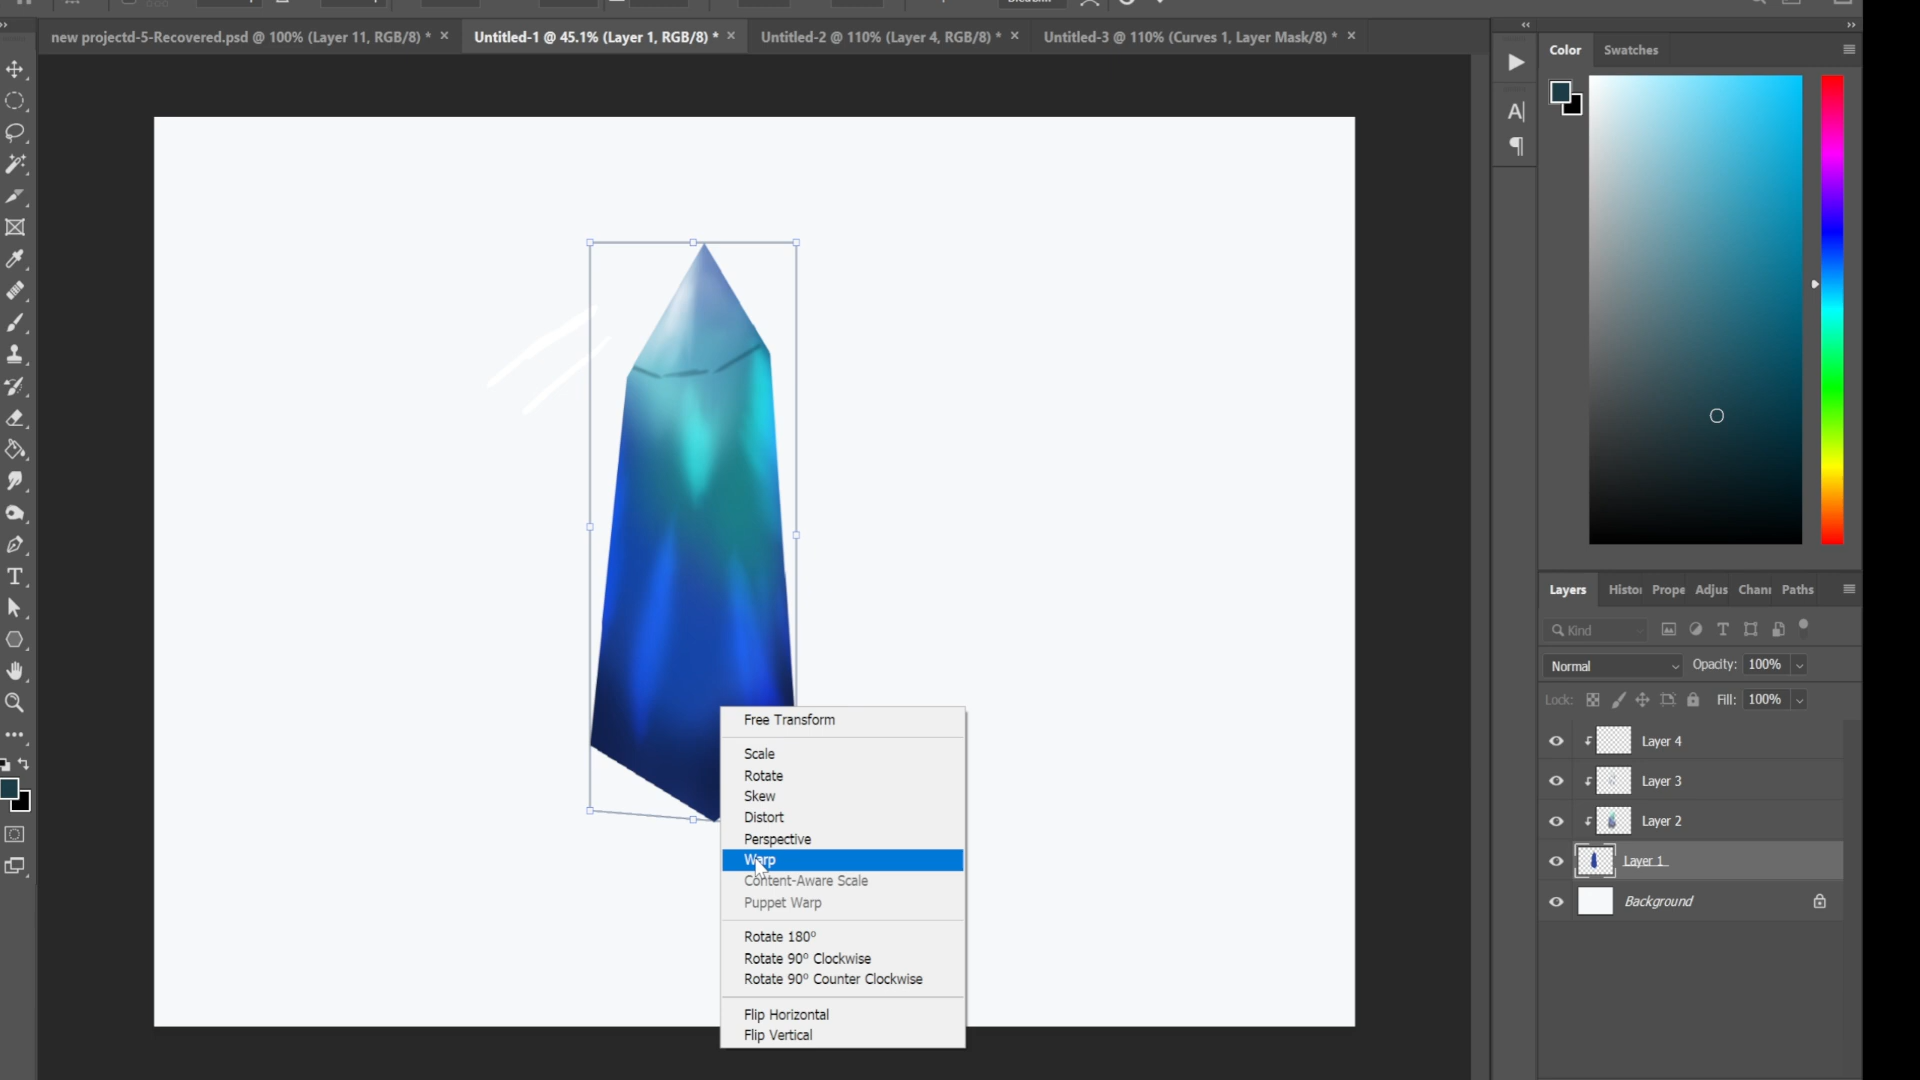 new projectd-5-Recovered.psd @ 100% (Layer 11, RGB/8) *
Untitled-1 @ 45.1% (Layer 1, RGB/8) *
Untitled-2 @ 110% (Layer 4, RGB/8) *
Untitled-3 @ 110% (Curves 1, Layer Mask/8) *
Color
Swatches
Free Transform
Scale
Rotate
Skew
Distort
Perspective
Warp
Content-Aware Scale
Puppet Warp
Rotate 180°
Rotate 90° Clockwise
Rotate 90° Counter Clockwise
Flip Horizontal
Flip Vertical
Layers
Histor
Prope
Adjus
Chann
Paths
Kind
Normal
Opacity: 100%
Lock:
Fill: 100%
Layer 4
Layer 3
Layer 2
Layer 1
Background